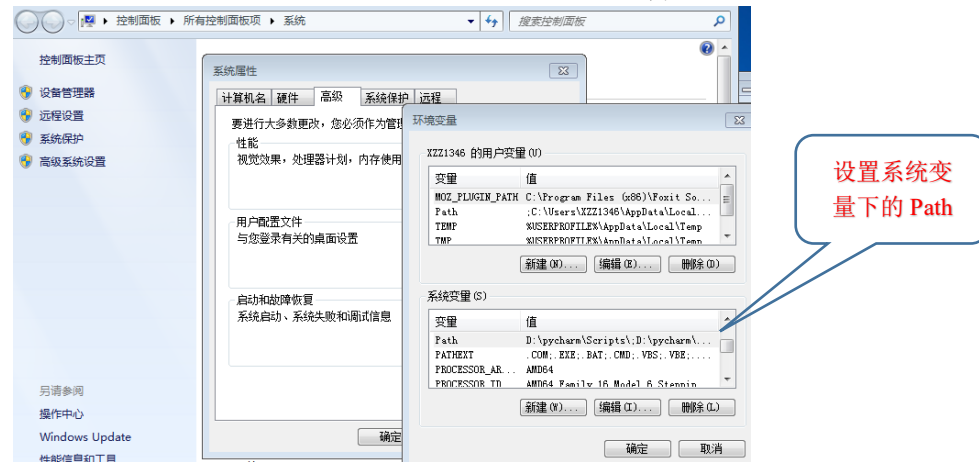 控制面板 ▸ 所有控制面板项 ▸ 系统
搜索控制面板
控制面板主页
设备管理器
远程设置
系统保护
高级系统设置
另请参阅
操作中心
Windows Update
性能信息和工具
系统属性
计算机名 硬件 高级 系统保护 远程
要进行大多数更改，您必须作为管理
性能
视觉效果，处理器计划，内存使用
用户配置文件
与您登录有关的桌面设置
启动和故障恢复
系统启动、系统失败和调试信息
确定
环境变量
XZZ1346 的用户变量(U)
变量 值
MOZ_PLUGIN_PATH C:\Program Files (x86)\Foxit So...
Path ;C:\Users\XZZ1346\AppData\Local...
TEMP %USERPROFILE%\AppData\Local\Temp
TMP %USERPROFILE%\AppData\Local\Temp
新建(N)... 编辑(E)... 删除(D)
系统变量(S)
变量 值
Path D:\pycharm\Scripts\;D:\pycharm\...
PATHEXT .COM;.EXE;.BAT;.CMD;.VBS;.VBE;....
PROCESSOR_AR... AMD64
PROCESSOR_ID AMD64 Family 16 Model 6 Steppin
新建(W)... 编辑(I)... 删除(L)
确定 取消
设置系统变
量下的 Path